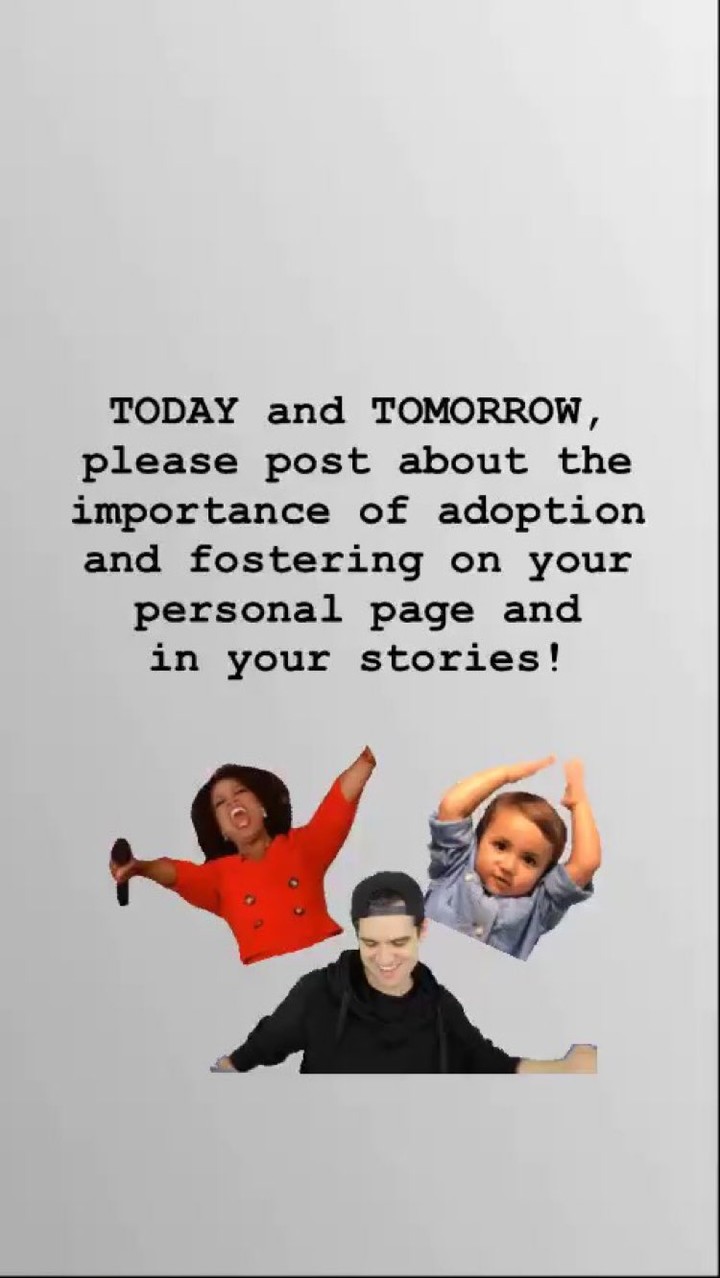 TODAY and TOMORROW,
please post about the
importance of adoption
and fostering on your
personal page and
in your stories!